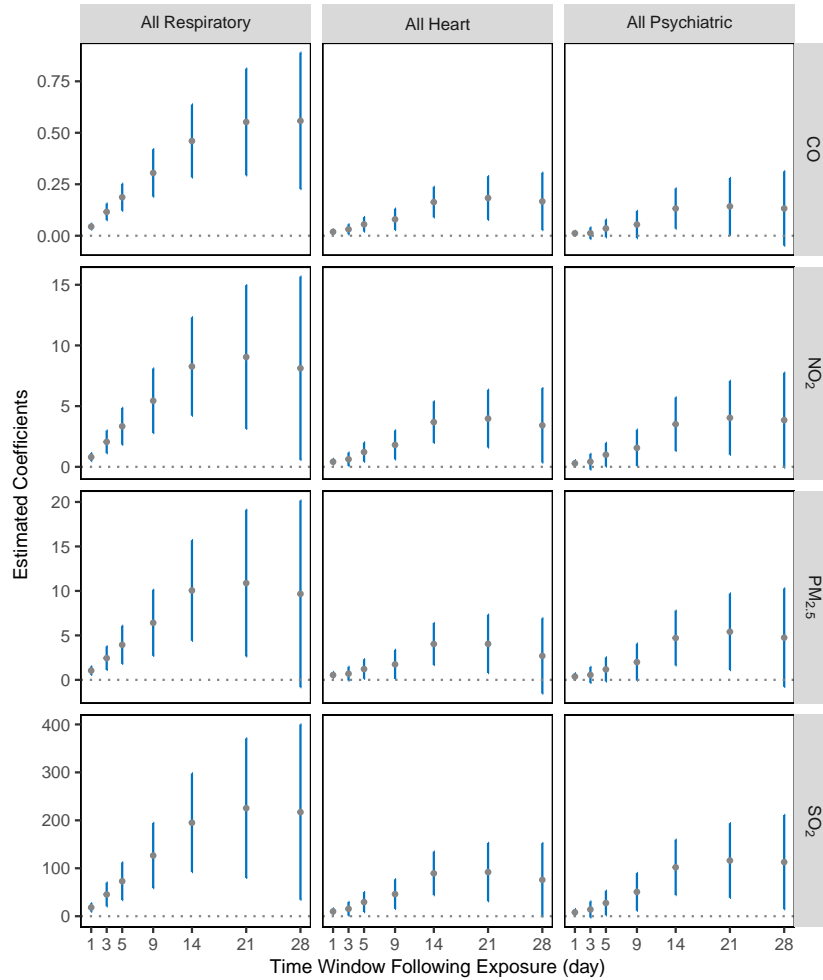 All Respiratory All Heart All Psychiatric
0.75
0.50
0.25
0.00
CO
15
10
5
0
NO2
20
15
10
5
0
PM2.5
400
300
200
100
0
SO2
Estimated Coefficients
1 3 5 9 14 21 28 1 3 5 9 14 21 28 1 3 5 9 14 21 28
Time Window Following Exposure (day)